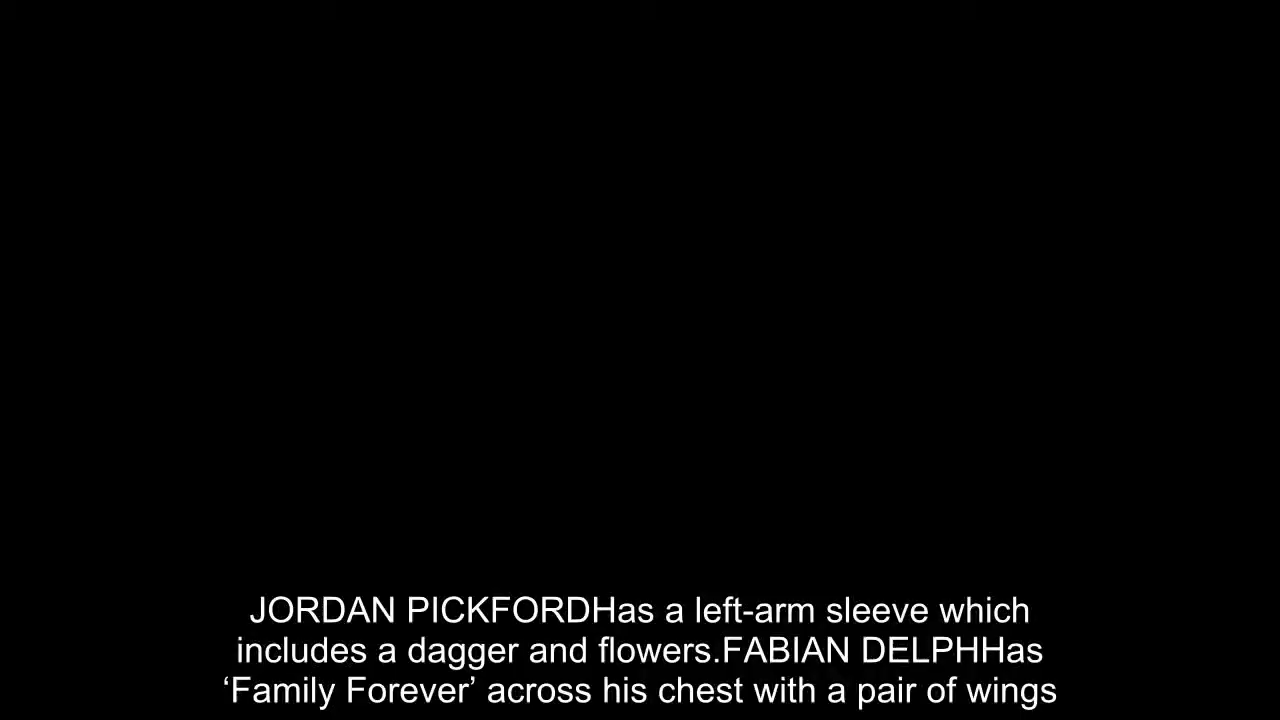 JORDAN PICKFORDHas a left-arm sleeve which
includes a dagger and flowers.FABIAN DELPHHas
‘Family Forever’ across his chest with a pair of wings